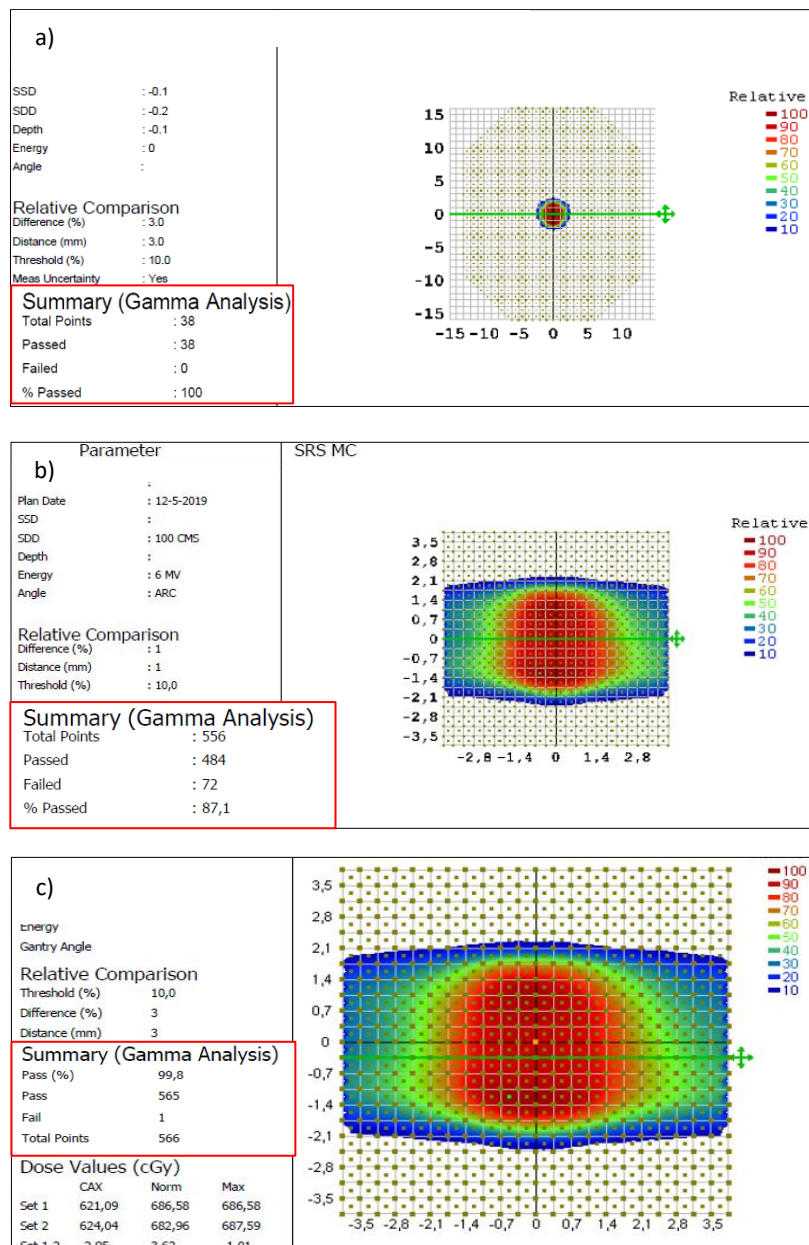 a)
SSD : -0.1
SDD : -0.2
Depth : -0.1
Energy : 0
Angle :
Relative Comparison
Difference (%) : 3.0
Distance (mm) : 3.0
Threshold (%) : 10.0
Meas Uncertainty : Yes
Summary (Gamma Analysis)
Total Points : 38
Passed : 38
Failed : 0
% Passed : 100
15
10
5
0
-5
-10
-15
-15 -10 -5 0 5 10
Relative
100
90
80
70
60
50
40
30
20
10
Parameter
SRS MC
b)
:
Plan Date : 12-5-2019
SSD :
SDD : 100 CMS
Depth :
Energy : 6 MV
Angle : ARC
Relative Comparison
Difference (%) : 1
Distance (mm) : 1
Threshold (%) : 10,0
Summary (Gamma Analysis)
Total Points : 556
Passed : 484
Failed : 72
% Passed : 87,1
3,5
2,8
2,1
1,4
0,7
0
-0,7
-1,4
-2,1
-2,8
-3,5
-2,8 -1,4 0 1,4 2,8
Relative
100
90
80
70
60
50
40
30
20
10
c)
Energy
Gantry Angle
Relative Comparison
Threshold (%) 10,0
Difference (%) 3
Distance (mm) 3
Summary (Gamma Analysis)
Pass (%) 99,8
Pass 565
Fail 1
Total Points 566
Dose Values (cGy)
CAX Norm Max
Set 1 621,09 686,58 686,58
Set 2 624,04 682,96 687,59
3,5
2,8
2,1
1,4
0,7
0
-0,7
-1,4
-2,1
-2,8
-3,5
-3,5 -2,8 -2,1 -1,4 -0,7 0 0,7 1,4 2,1 2,8 3,5
100
90
80
70
60
50
40
30
20
10